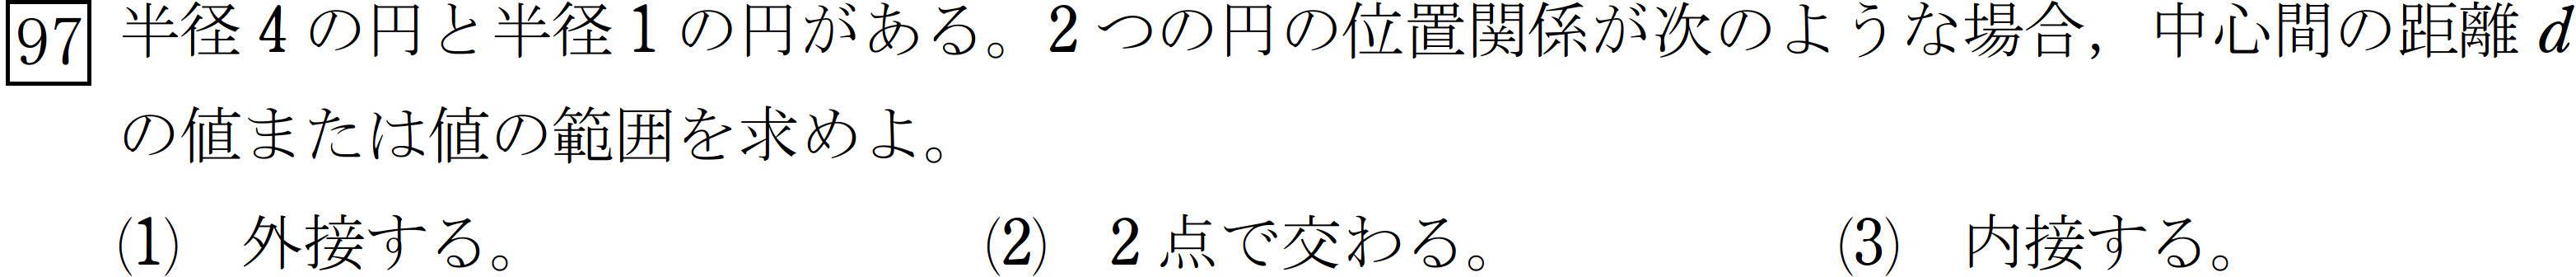 97 半径 4 の円と半径 1 の円がある。2 つの円の位置関係が次のような場合，中心間の距離 d
の値または値の範囲を求めよ。
(1) 外接する。 (2) 2 点で交わる。 (3) 内接する。